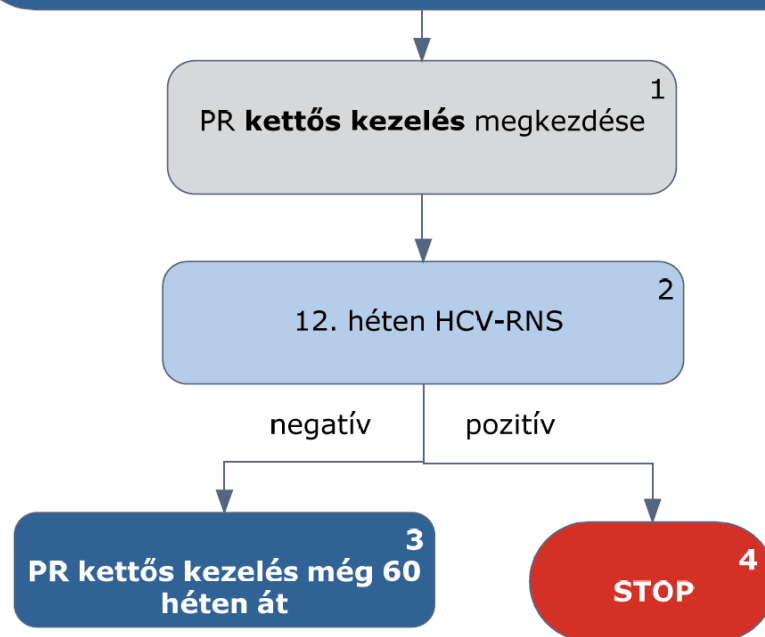 1
PR kettős kezelés megkezdése
2
12. héten HCV-RNS
negatív pozitív
3
PR kettős kezelés még 60
héten át
4
STOP